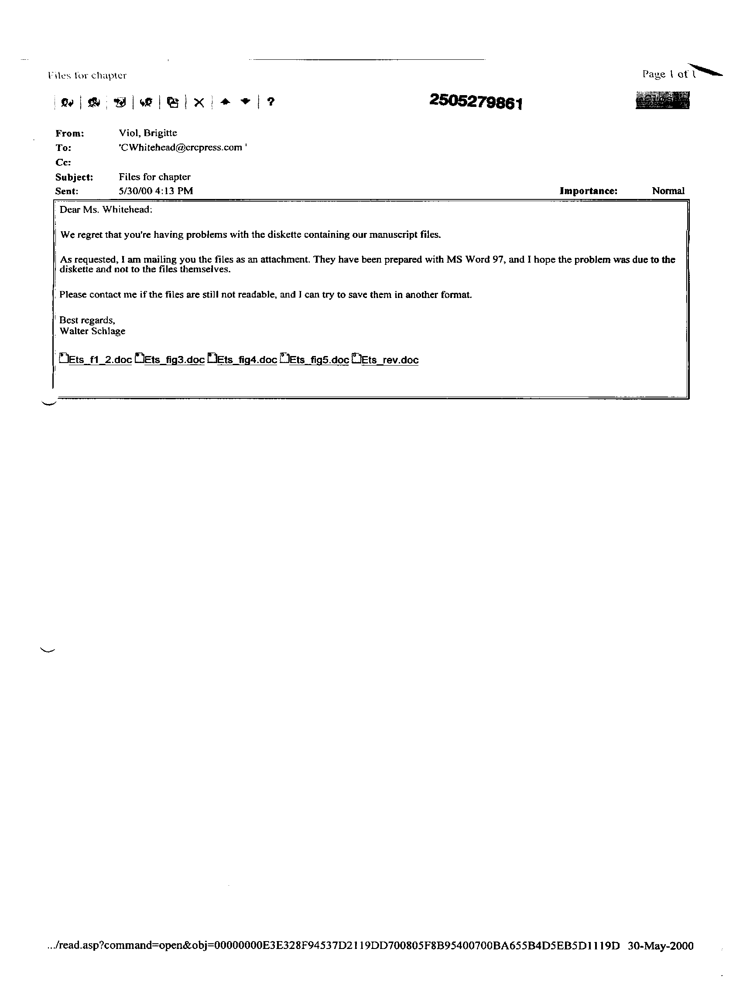 Files for chapter
Page 1 of 1
?
2505279861
From: Viol, Brigitte
To: 'CWhitehead@crcpress.com '
Cc:
Subject: Files for chapter
Sent: 5/30/00 4:13 PM Importance: Normal
Dear Ms. Whitehead:
We regret that you're having problems with the diskette containing our manuscript files.
As requested, I am mailing you the files as an attachment. They have been prepared with MS Word 97, and I hope the problem was due to the
diskette and not to the files themselves.
Please contact me if the files are still not readable, and I can try to save them in another format.
Best regards,
Walter Schlage
Ets_f1_2.doc Ets_fig3.doc Ets_fig4.doc Ets_fig5.doc Ets_rev.doc
.../read.asp?command=open&obj=00000000E3E328F94537D2119DD700805F8B95400700BA655B4D5EB5D1119D 30-May-2000